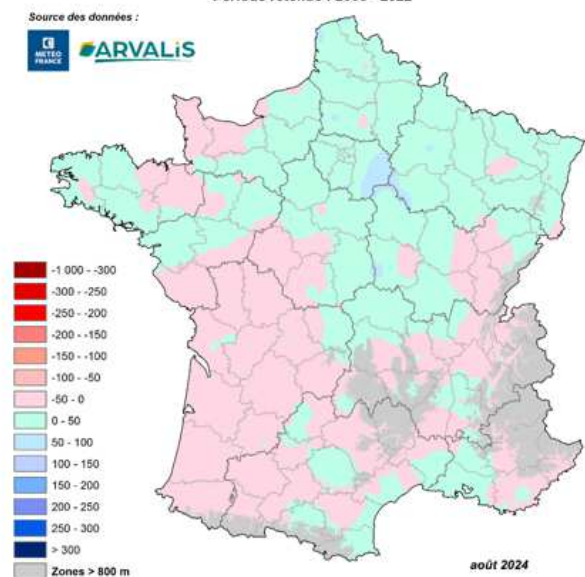 Source des données :
METEO
FRANCE
ARVALIS
-1 000 - -300
-300 - -250
-250 - -200
-200 - -150
-150 - -100
-100 - -50
-50 - 0
0 - 50
50 - 100
100 - 150
150 - 200
200 - 250
250 - 300
> 300
Zones > 800 m
août 2024